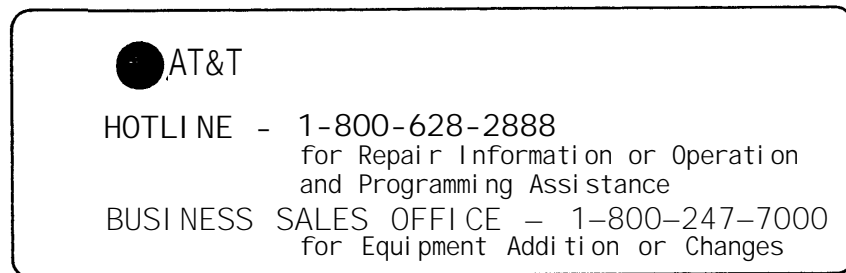 AT&T
HOTLINE - 1-800-628-2888
for Repair Information or Operation
and Programming Assistance
BUSINESS SALES OFFICE – 1–800–247–7000
for Equipment Addition or Changes